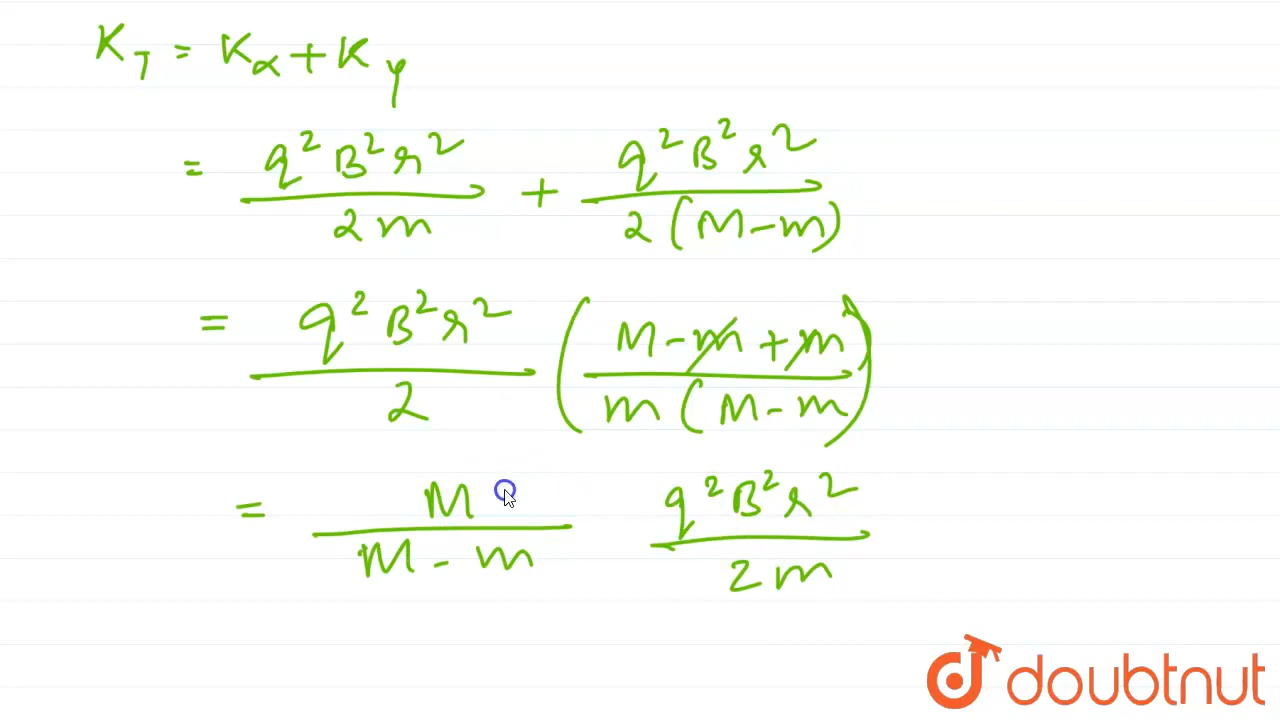 K_T = K_α + K_y
= q²B²r² / 2m + q²B²r² / 2(M-m)
= q²B²r² / 2 (M-m+m / m(M-m))
= M / M-m q²B²r² / 2m
doubtnut